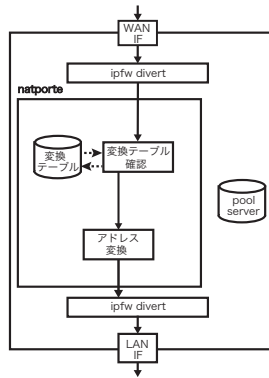 WAN
IF
ipfw divert
natporte
変換
テーブル
変換テーブル
確認
pool
server
アドレス
変換
ipfw divert
LAN
IF